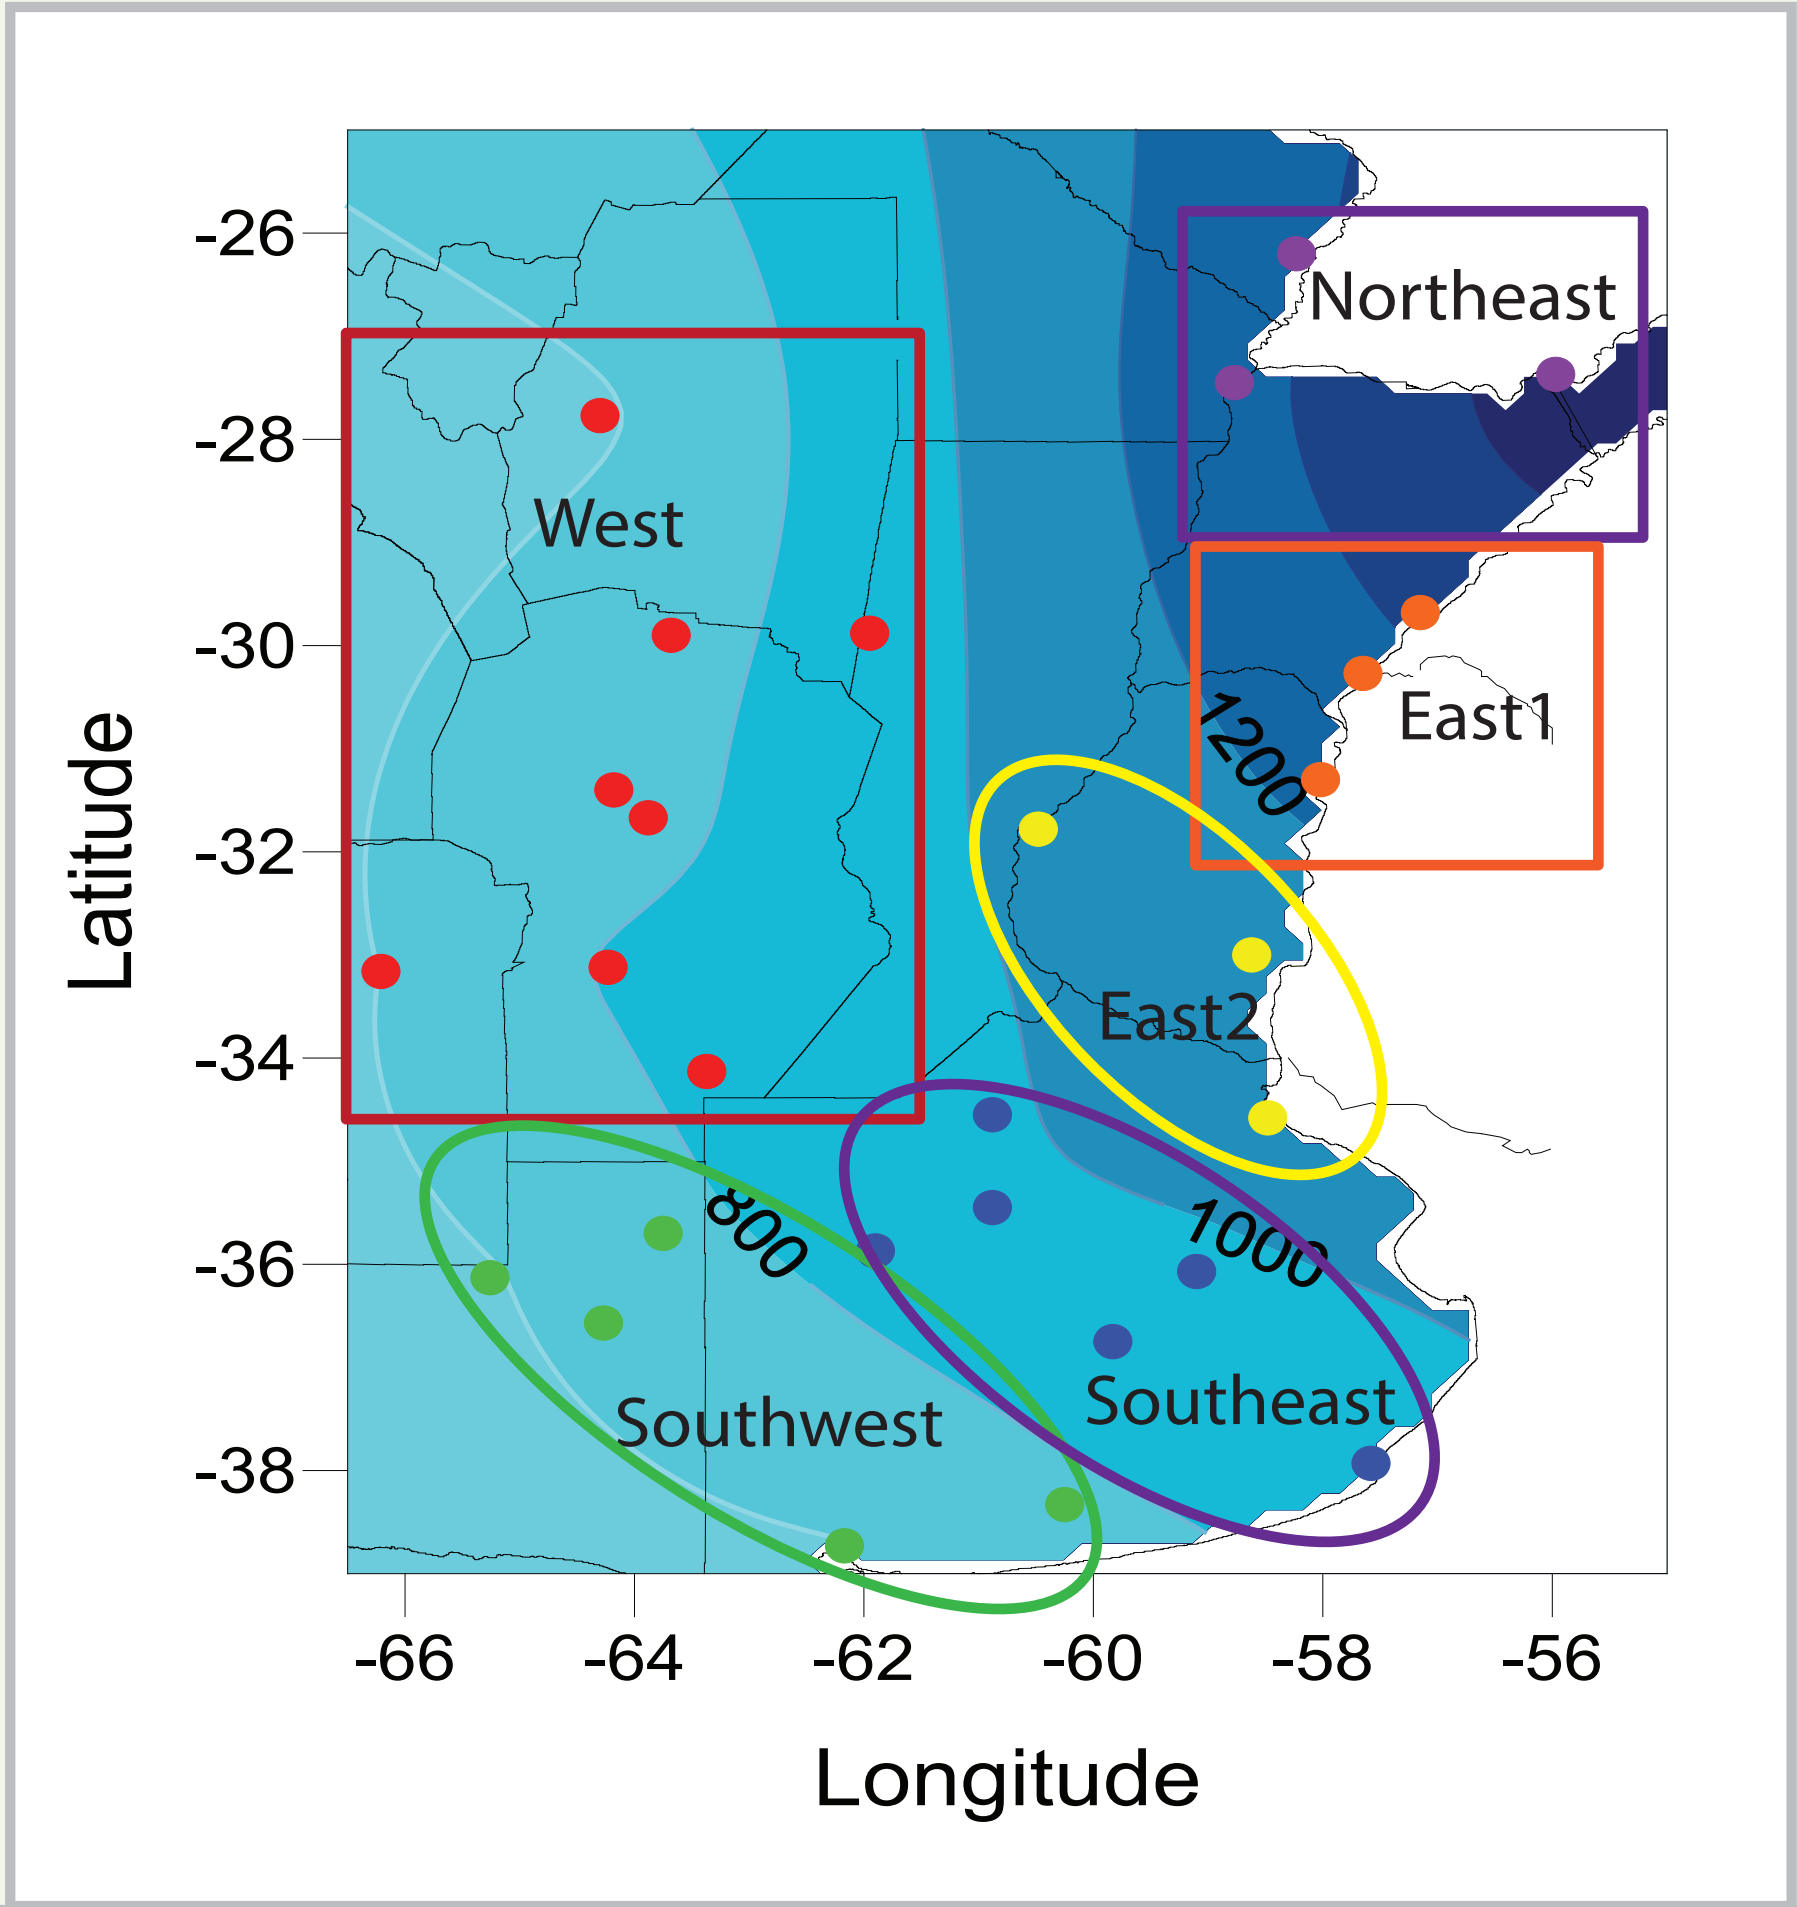 -26
Northeast
-28
West
-30
1200
East1
Latitude
-32
East2
-34
800
1000
-36
Southeast
Southwest
-38
-66 -64 -62 -60 -58 -56
Longitude